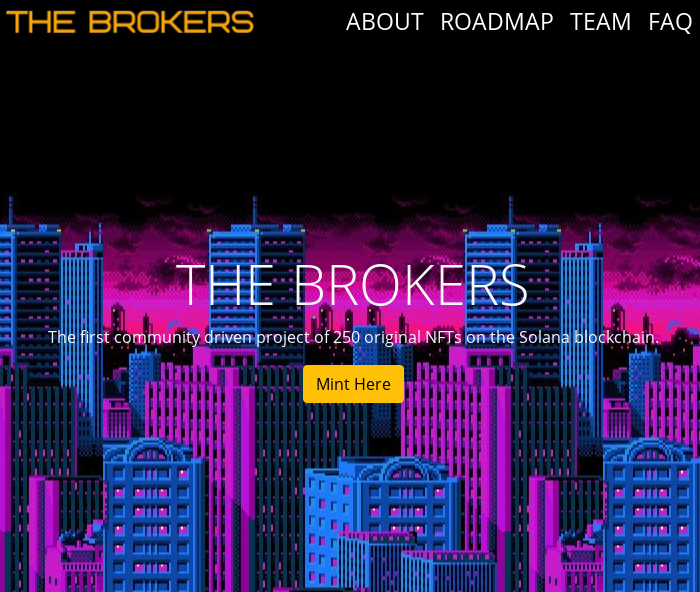 THE BROKERS
ABOUT ROADMAP TEAM FAQ
THE BROKERS
The first community driven project of 250 original NFTs on the Solana blockchain.
Mint Here